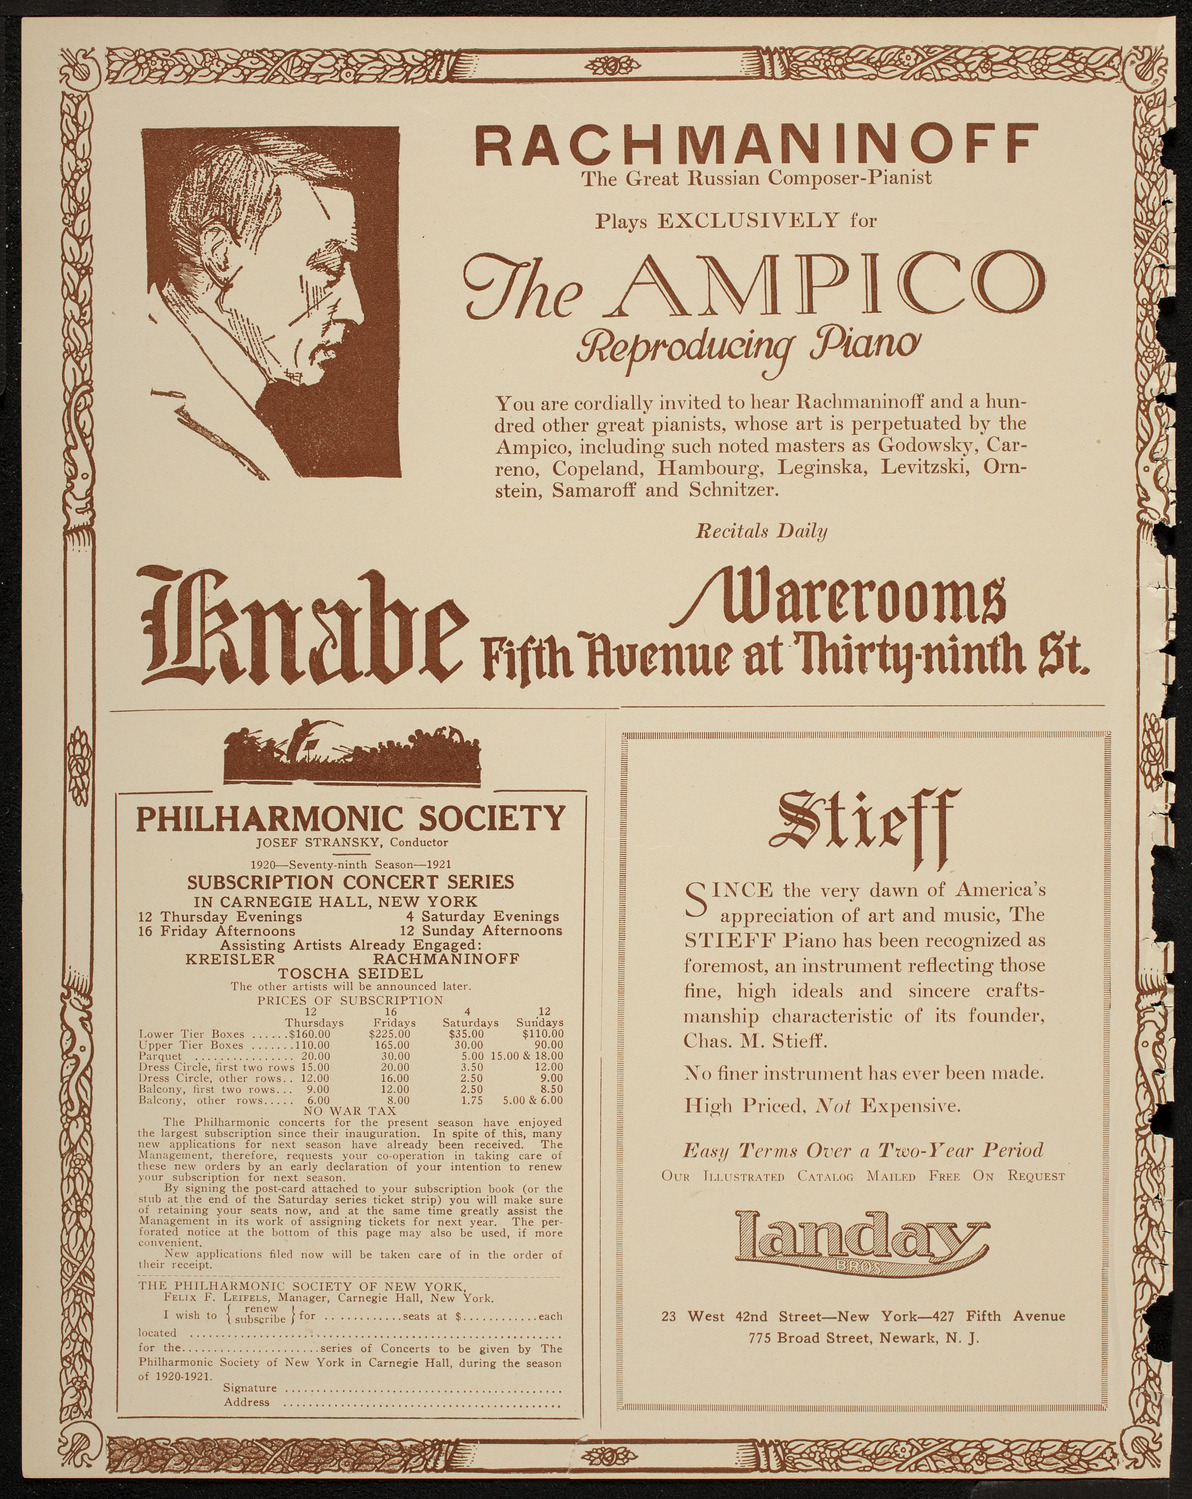 RACHMANINOFF
The Great Russian Composer-Pianist
Plays EXCLUSIVELY for
The AMPICO
Reproducing Piano
You are cordially invited to hear Rachmaninoff and a hun-
dred other great pianists, whose art is perpetuated by the
Ampico, including such noted masters as Godowsky, Car-
reno, Copeland, Hambourg, Leginska, Levitzski, Orn-
stein, Samaroff and Schnitzer.
Recitals Daily
Knabe Warerooms
Fifth Avenue at Thirty-ninth St.
PHILHARMONIC SOCIETY
JOSEF STRANSKY, Conductor
1920—Seventy-ninth Season—1921
SUBSCRIPTION CONCERT SERIES
IN CARNEGIE HALL, NEW YORK
12 Thursday Evenings 4 Saturday Evenings
16 Friday Afternoons 12 Sunday Afternoons
Assisting Artists Already Engaged:
KREISLER RACHMANINOFF
TOSCHA SEIDEL
The other artists will be announced later.
PRICES OF SUBSCRIPTION
12 16 4 12
Thursdays Fridays Saturdays Sundays
Lower Tier Boxes ......$160.00 $225.00 $35.00 $110.00
Upper Tier Boxes ........110.00 165.00 30.00 90.00
Parquet ................ 20.00 30.00 5.00 15.00 & 18.00
Dress Circle, first two rows 15.00 20.00 3.50 12.00
Dress Circle, other rows.. 12.00 16.00 2.50 9.00
Balcony, first two rows... 9.00 12.00 2.50 8.50
Balcony, other rows..... 6.00 8.00 1.75 5.00 & 6.00
NO WAR TAX
The Philharmonic concerts for the present season have enjoyed
the largest subscription since their inauguration. In spite of this, many
new applications for next season have already been received. The
Management, therefore, requests your co-operation in taking care of
these new orders by an early declaration of your intention to renew
your subscription for next season.
By signing the post-card attached to your subscription book (or the
stub at the end of the Saturday series ticket strip) you will make sure
of retaining your seats now, and at the same time greatly assist the
Management in its work of assigning tickets for next year. The per-
forated notice at the bottom of this page may also be used, if more
convenient.
New applications filed now will be taken care of in the order of
their receipt.
THE PHILHARMONIC SOCIETY OF NEW YORK,
FELIX F. LEIFELS, Manager, Carnegie Hall, New York.
I wish to { renew subscribe } for ............seats at $............each
located ............................................................
for the......................series of Concerts to be given by The
Philharmonic Society of New York in Carnegie Hall, during the season
of 1920-1921.
Signature .............................................
Address .............................................
Stieff
SINCE the very dawn of America's
appreciation of art and music, The
STIEFF Piano has been recognized as
foremost, an instrument reflecting those
fine, high ideals and sincere crafts-
manship characteristic of its founder,
Chas. M. Stieff.
No finer instrument has ever been made.
High Priced, Not Expensive.
Easy Terms Over a Two-Year Period
OUR ILLUSTRATED CATALOG MAILED FREE ON REQUEST
Landay
BROS.
23 West 42nd Street—New York—427 Fifth Avenue
775 Broad Street, Newark, N. J.